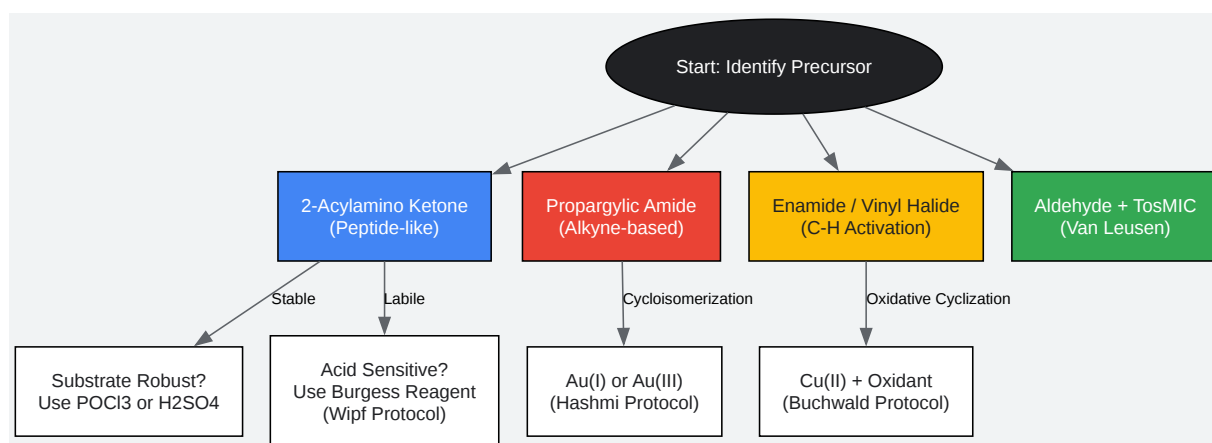 Start: Identify Precursor
2-Acylamino Ketone
(Peptide-like)
Propargylic Amide
(Alkyne-based)
Enamide / Vinyl Halide
(C-H Activation)
Aldehyde + TosMIC
(Van Leusen)
Stable
Labile
Cycloisomerization
Oxidative Cyclization
Substrate Robust?
Use POCl3 or H2SO4
Acid Sensitive?
Use Burgess Reagent
(Wipf Protocol)
Au(I) or Au(III)
(Hashmi Protocol)
Cu(II) + Oxidant
(Buchwald Protocol)